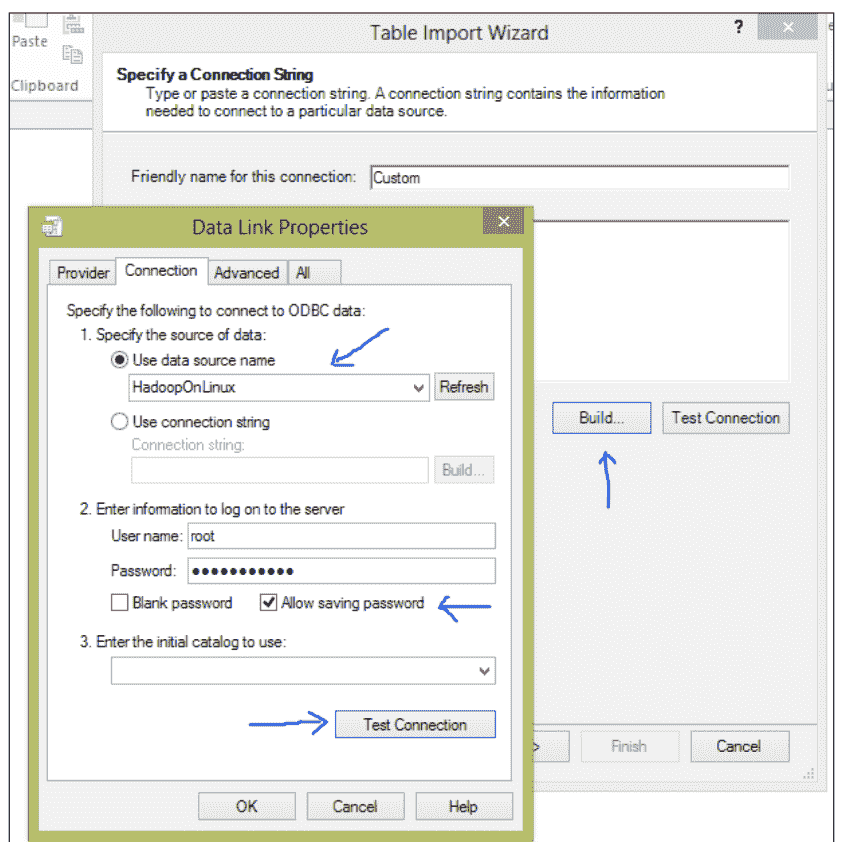 Table Import Wizard
?
Paste
Clipboard
Specify a Connection String
Type or paste a connection string. A connection string contains the information
needed to connect to a particular data source.
Friendly name for this connection: Custom
Data Link Properties
Provider Connection Advanced All
Specify the following to connect to ODBC data:
1. Specify the source of data:
Use data source name
HadoopOnLinux Refresh
Use connection string
Connection string:
Build...
Build... Test Connection
2. Enter information to log on to the server
User name: root
Password: ●●●●●●●●●●●
Blank password Allow saving password
3. Enter the initial catalog to use:
Test Connection
> Finish Cancel
OK Cancel Help